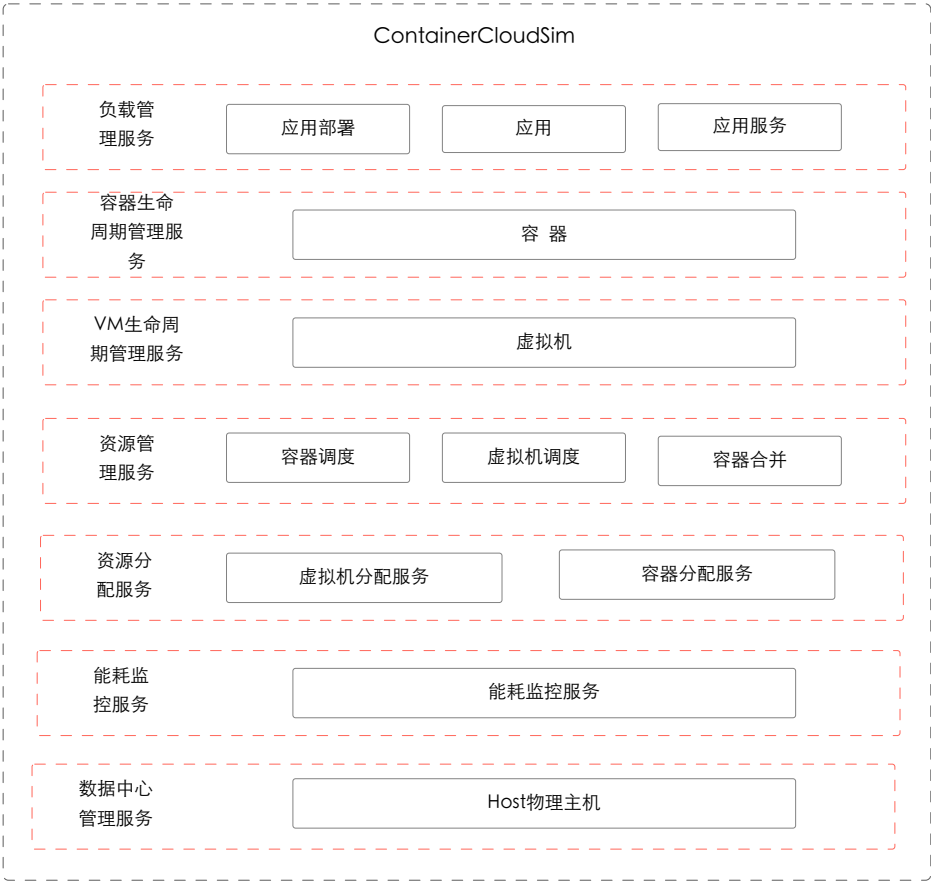 ContainerCloudSim
负载管
理服务
应用部署
应用
应用服务
容器生命
周期管理服
务
容 器
VM生命周
期管理服务
虚拟机
资源管
理服务
容器调度
虚拟机调度
容器合并
资源分
配服务
虚拟机分配服务
容器分配服务
能耗监
控服务
能耗监控服务
数据中心
管理服务
Host物理主机